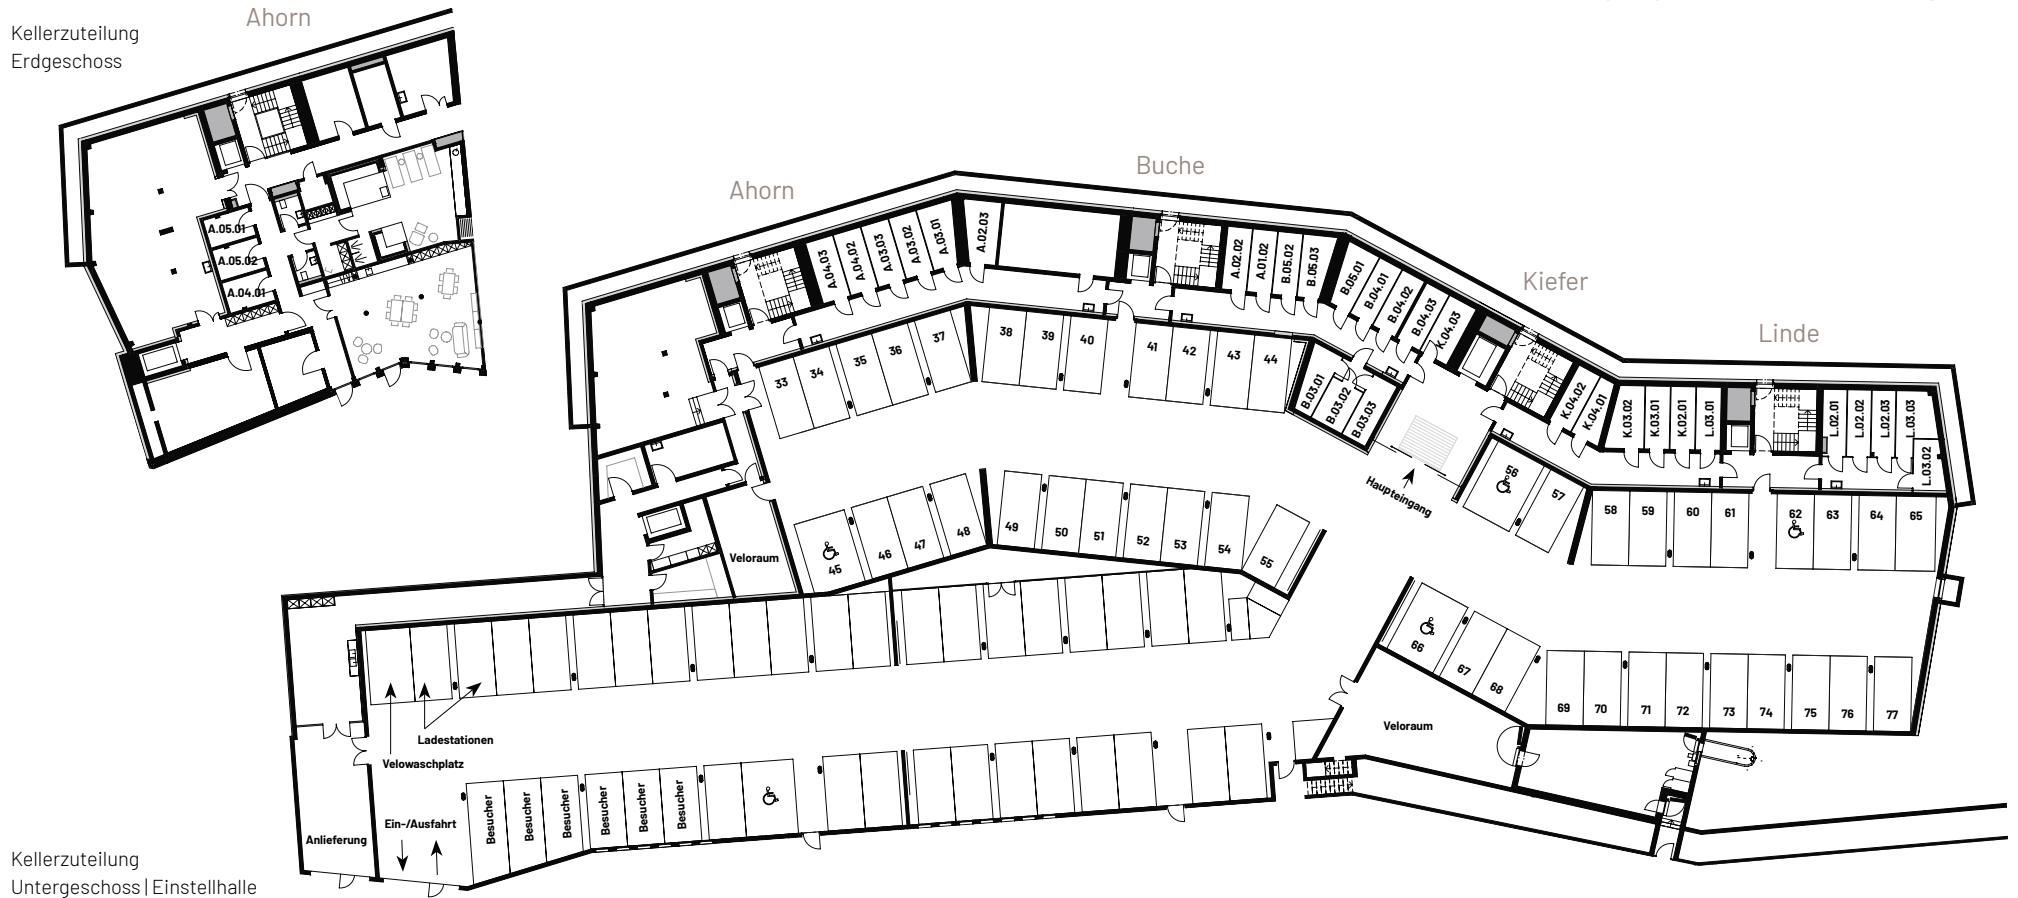 Kellerzuteilung
Erdgeschoss
Ahorn
A.05.01
A.05.02
A.04.01
Ahorn
Buche
Kiefer
Linde
A.04.03
A.04.02
A.03.03
A.03.02
A.03.01
A.02.03
A.02.02
A.01.02
B.05.02
B.05.03
B.05.01
B.04.01
B.04.02
B.04.03
K.04.03
B.03.01
B.03.02
B.03.03
K.04.02
K.04.01
K.03.02
K.03.01
K.02.01
L.03.01
L.02.01
L.02.02
L.02.03
L.03.03
L.03.02
33
34
35
36
37
38
39
40
41
42
43
44
45
46
47
48
49
50
51
52
53
54
55
56
57
58
59
60
61
62
63
64
65
66
67
68
69
70
71
72
73
74
75
76
77
Haupteingang
Veloraum
Veloraum
Ladestationen
Velowaschplatz
Ein-/Ausfahrt
Anlieferung
Besucher
Besucher
Besucher
Besucher
Besucher
Besucher
Kellerzuteilung
Untergeschoss | Einstellhalle